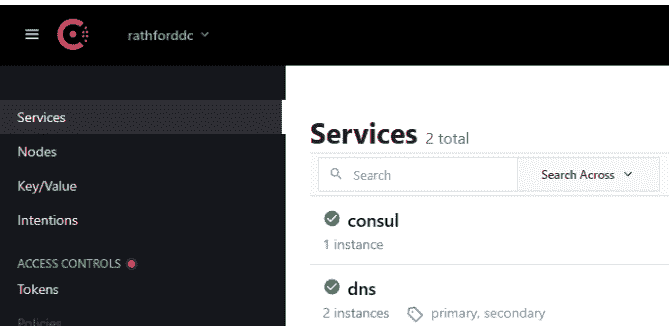 rathforddc
Services
Nodes
Key/Value
Intentions
ACCESS CONTROLS
Tokens
Policies
Services 2 total
Search
Search Across
consul
1 instance
dns
2 instances primary, secondary